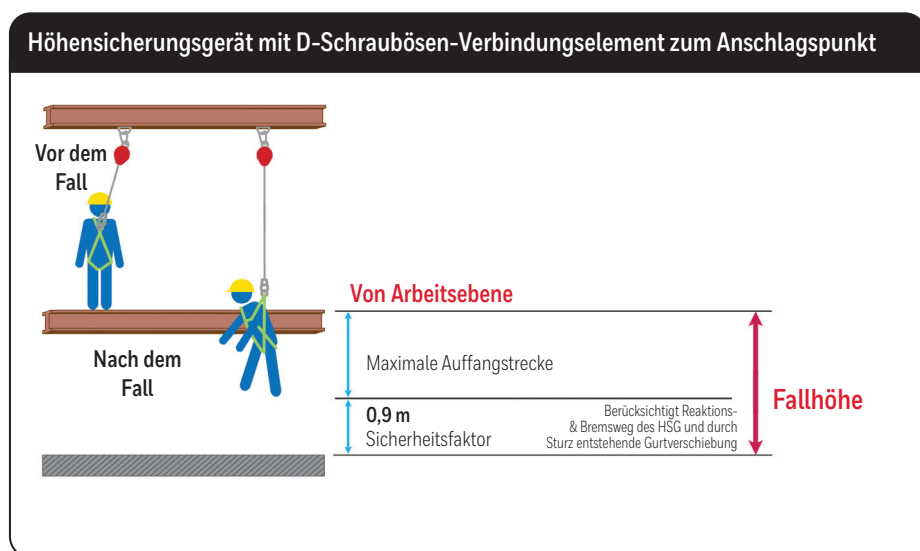 Höhensicherungsgerät mit D-Schraubösen-Verbindungselement zum Anschlagspunkt
Vor dem
Fall
Von Arbeitsebene
Nach dem
Fall
Maximale Auffangstrecke
Fallhöhe
0,9 m
Sicherheitsfaktor
Berücksichtigt Reaktions-
& Bremsweg des HSG und durch
Sturz entstehende Gurtverschiebung